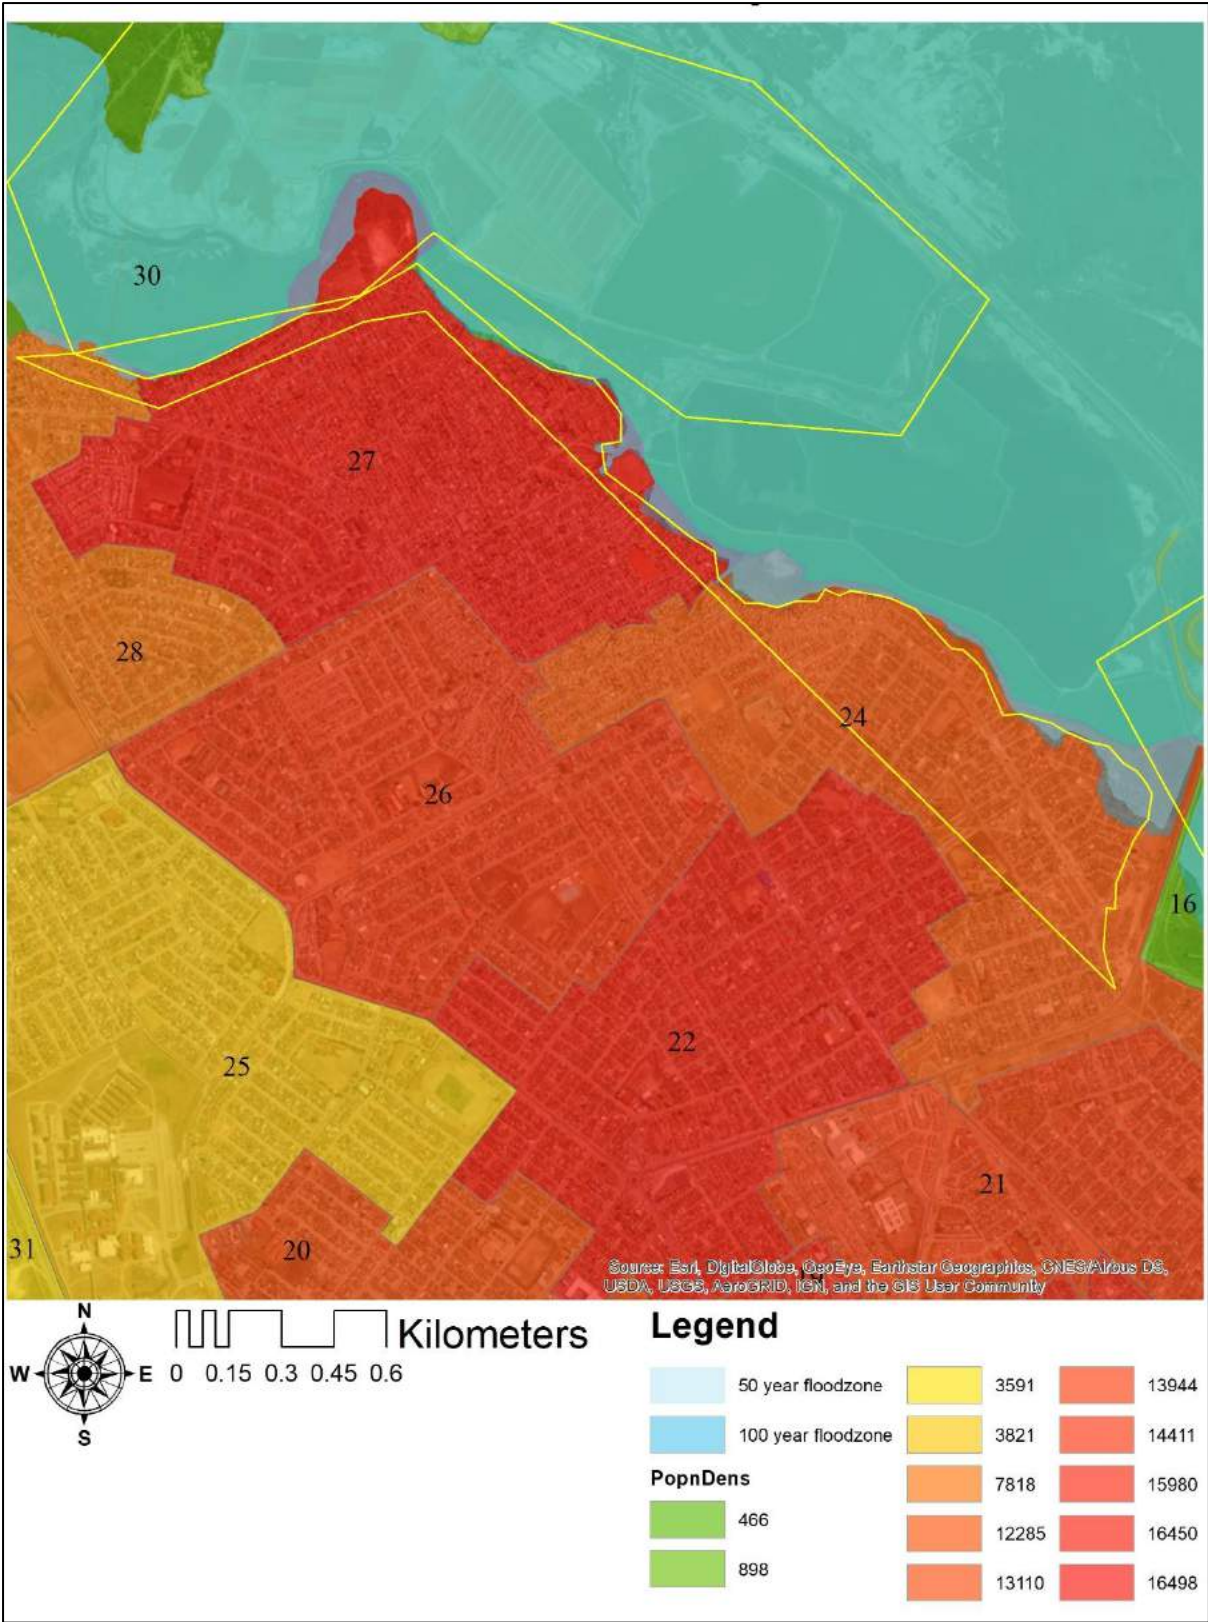 30
27
28
24
26
16
22
25
21
20
31
Source: Esri, DigitalGlobe, GeoEye, Earthstar Geographics, CNES/Airbus DS,
USDA, USGS, AeroGRID, IGN, and the GIS User Community
N
W E
S
Kilometers
0 0.15 0.3 0.45 0.6
Legend
50 year floodzone
100 year floodzone
PopnDens
466
898
3591
3821
7818
12285
13110
13944
14411
15980
16450
16498